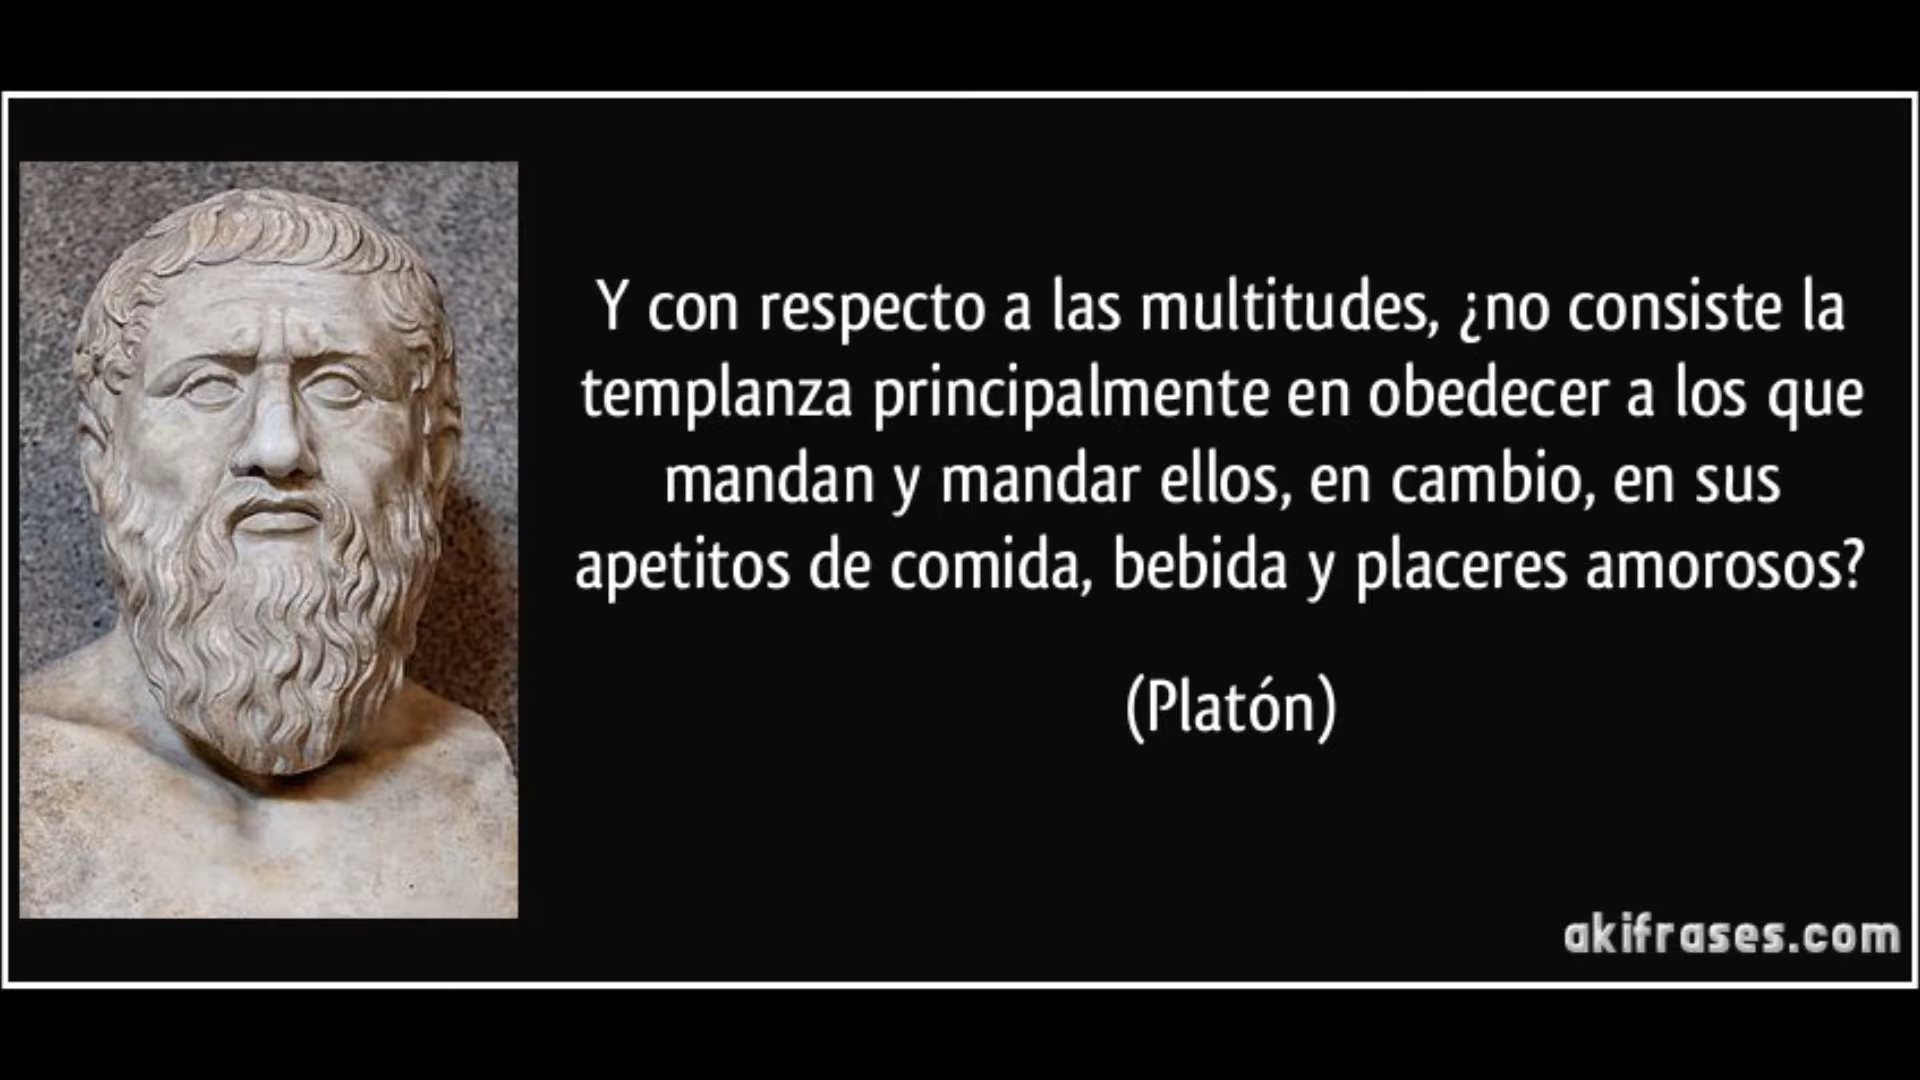 Y con respecto a las multitudes, ¿no consiste la
templanza principalmente en obedecer a los que
mandan y mandar ellos, en cambio, en sus
apetitos de comida, bebida y placeres amorosos?
(Platón)
akifrases.com